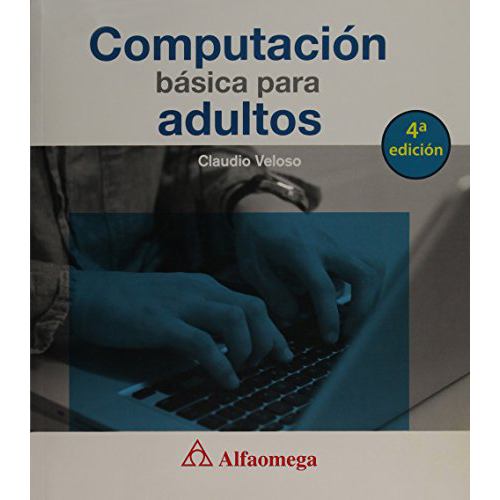 Computación
básica para
adultos
Claudio Veloso
4ª
edición
Alfaomega